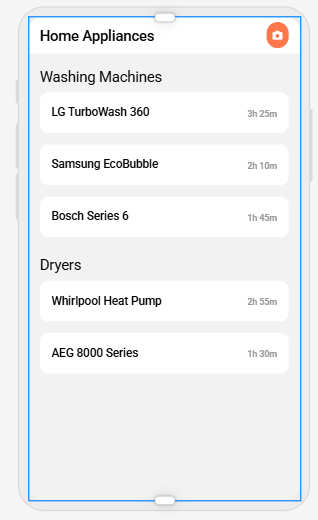 Home Appliances
Washing Machines
LG TurboWash 360 3h 25m
Samsung EcoBubble 2h 10m
Bosch Series 6 1h 45m
Dryers
Whirlpool Heat Pump 2h 55m
AEG 8000 Series 1h 30m